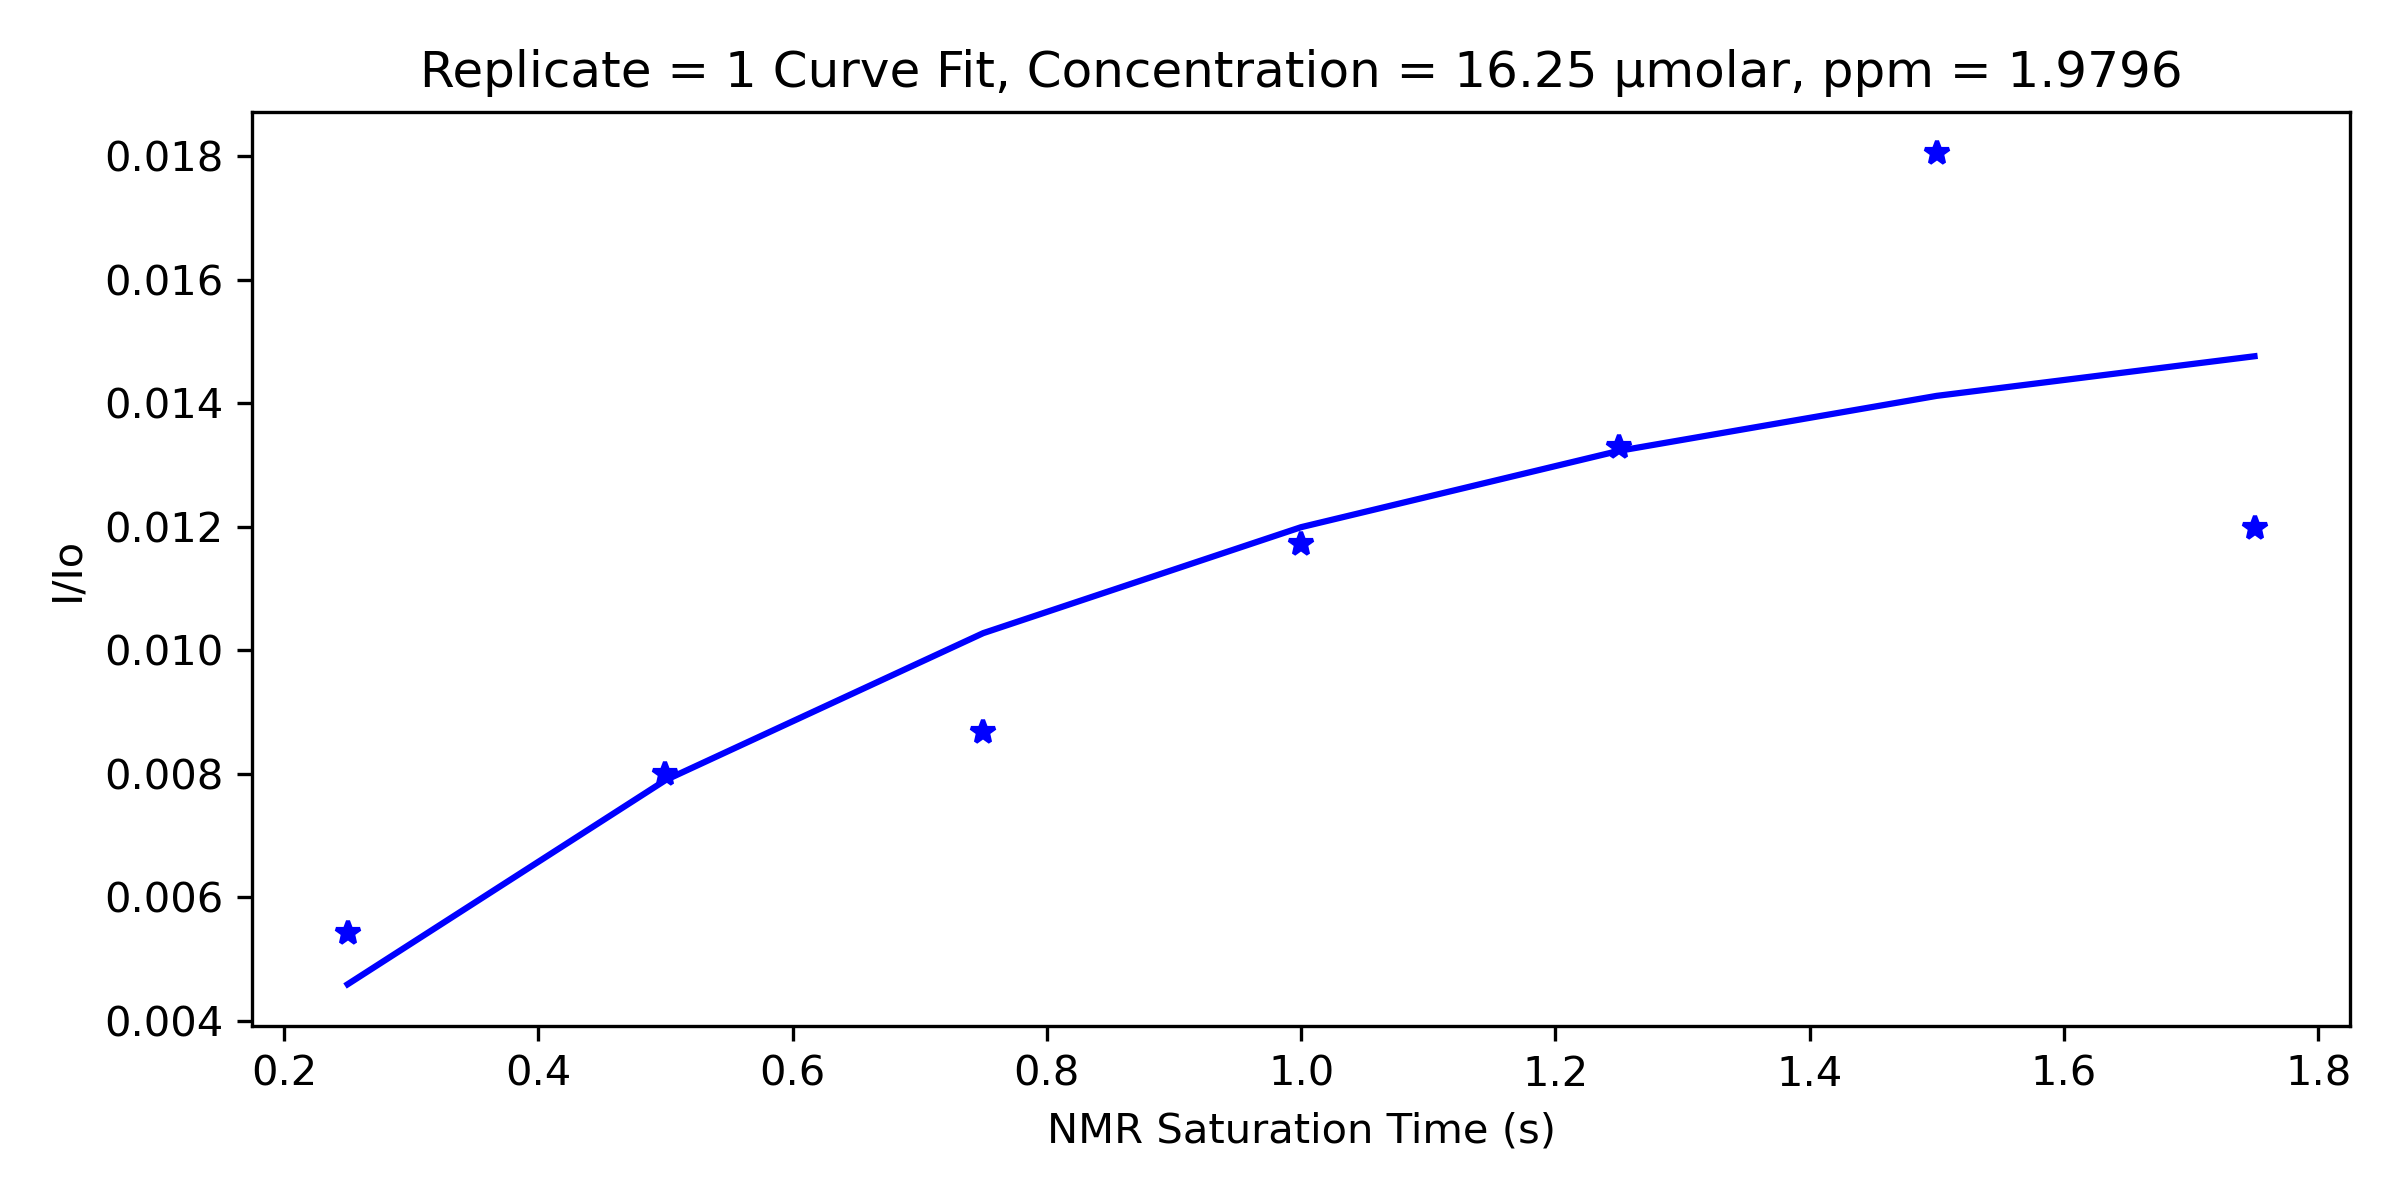 Replicate = 1 Curve Fit, Concentration = 16.25 µmolar, ppm = 1.9796
0.018
0.016
0.014
0.012
0.010
0.008
0.006
0.004
I/Io
0.2 0.4 0.6 0.8 1.0 1.2 1.4 1.6 1.8
NMR Saturation Time (s)